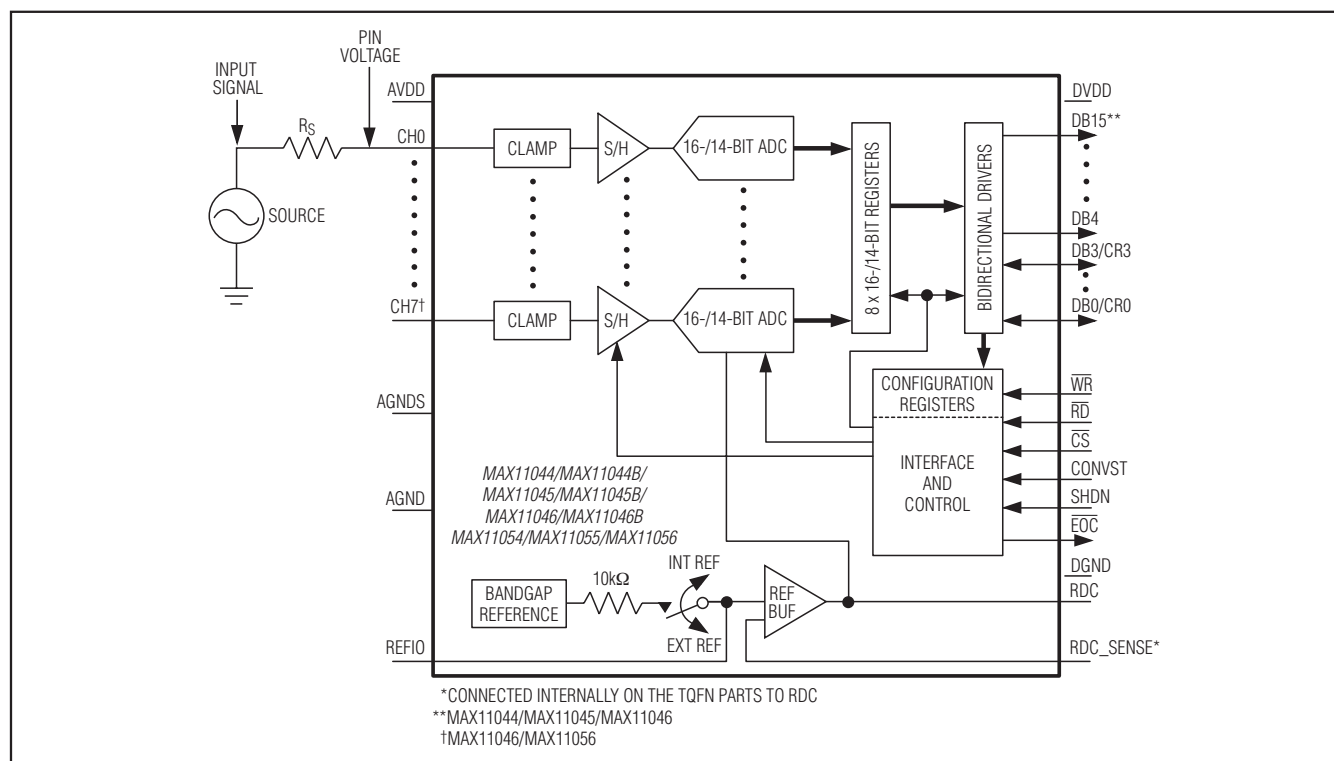 PIN
VOLTAGE
INPUT
SIGNAL
RS
SOURCE
AVDD
CH0
CH7†
AGNDS
AGND
REFIO
CLAMP
S/H
16-/14-BIT ADC
CLAMP
S/H
16-/14-BIT ADC
8 x 16-/14-BIT REGISTERS
BIDIRECTIONAL DRIVERS
CONFIGURATION
REGISTERS
INTERFACE
AND
CONTROL
MAX11044/MAX11044B/
MAX11045/MAX11045B/
MAX11046/MAX11046B
MAX11054/MAX11055/MAX11056
BANDGAP
REFERENCE
10kΩ
INT REF
EXT REF
REF
BUF
DVDD
DB15**
DB4
DB3/CR3
DB0/CR0
WR
RD
CS
CONVST
SHDN
EOC
DGND
RDC
RDC_SENSE*
*CONNECTED INTERNALLY ON THE TQFN PARTS TO RDC
**MAX11044/MAX11045/MAX11046
†MAX11046/MAX11056